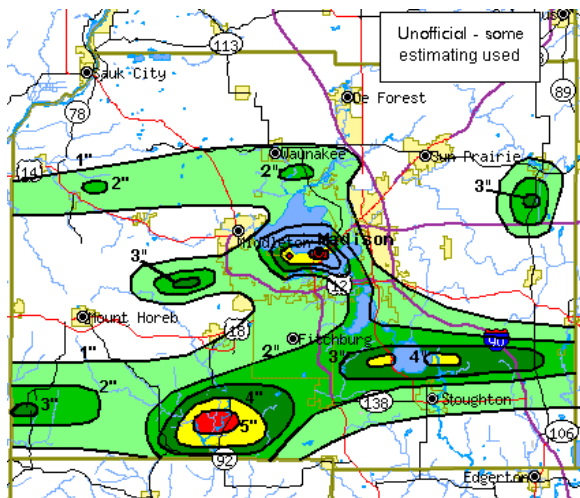 Unofficial - some
estimating used
113
Sauk City
De Forest
89
78
1"
Waunakee
Sun Prairie
14
2"
2"
3"
Middleton
Madison
3"
12
Mount Horeb
18
1"
2"
Fitchburg
3"
4"
2"
4"
138
Stoughton
3"
5"
92
106
Edgerton